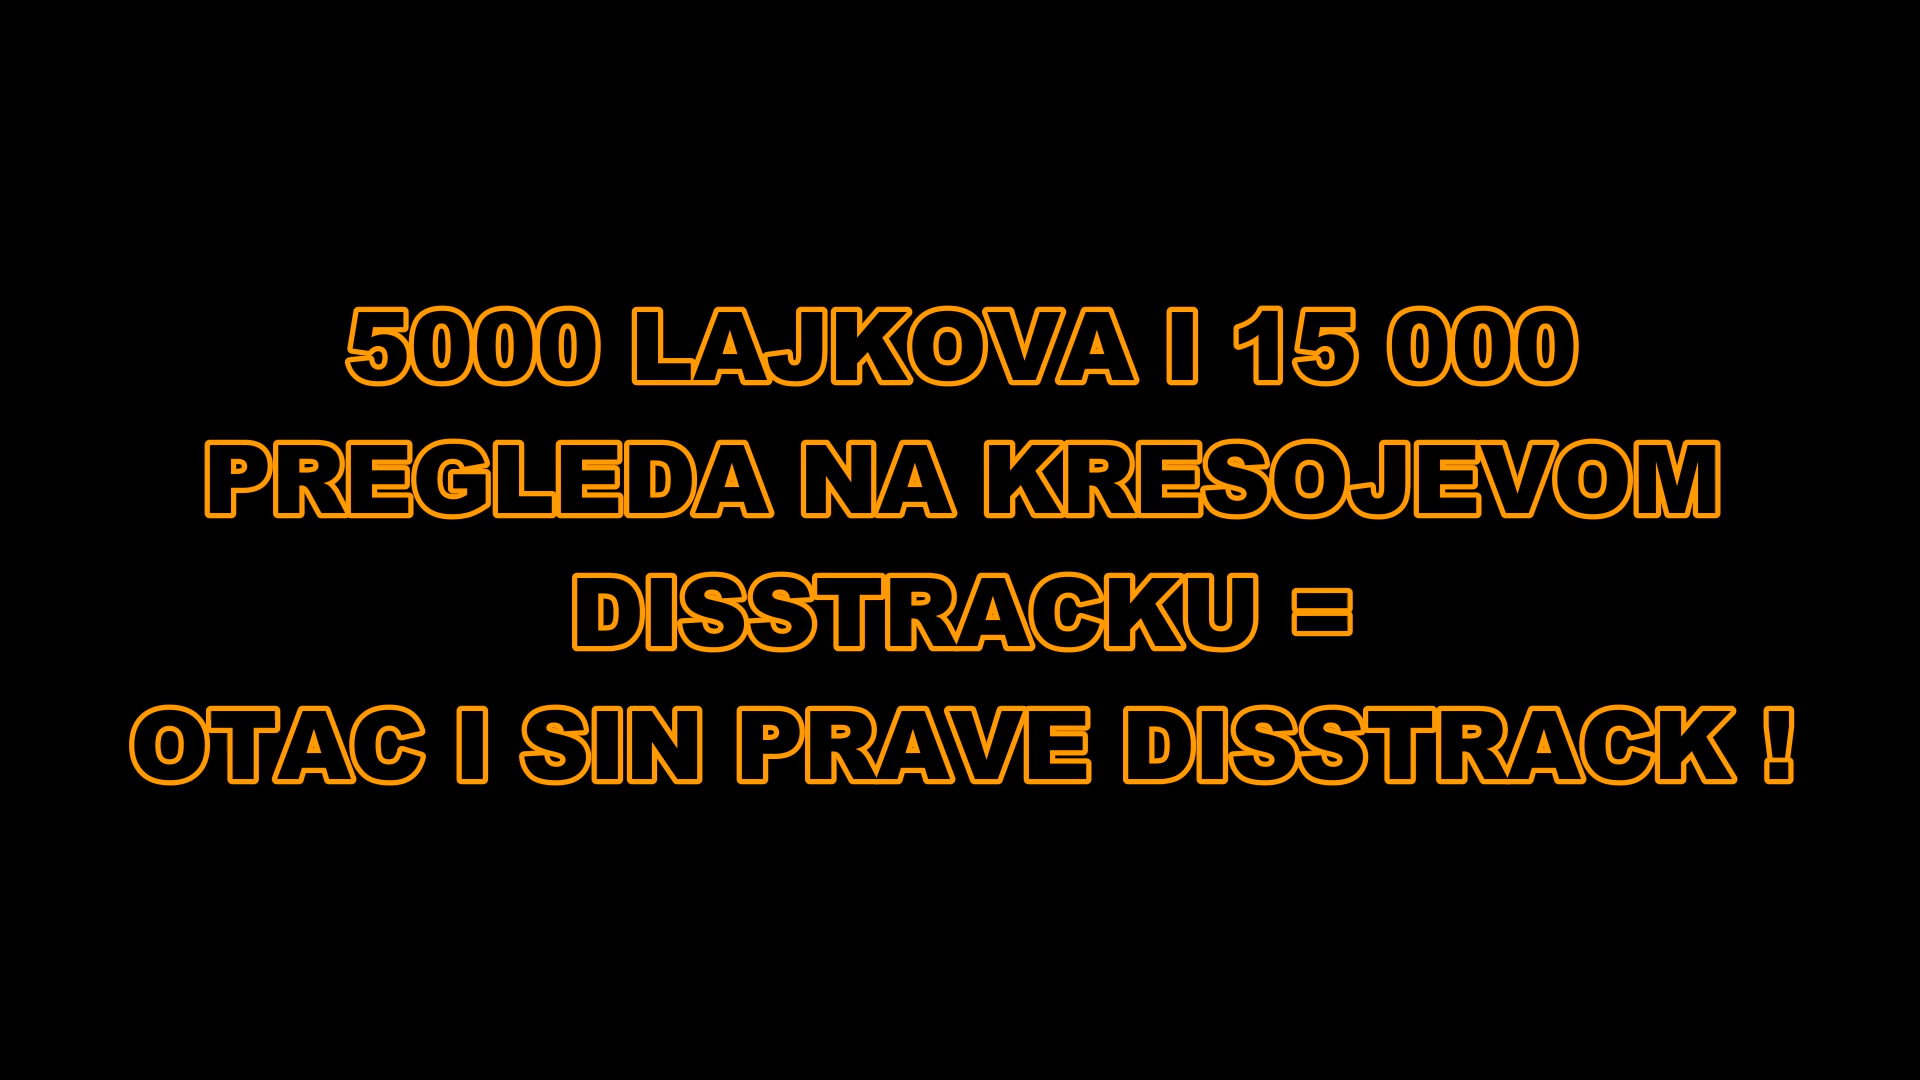 5000 LAJKOVA I 15 000
PREGLEDA NA KRESOJEVOM
DISSTRACKU =
OTAC I SIN PRAVE DISSTRACK !